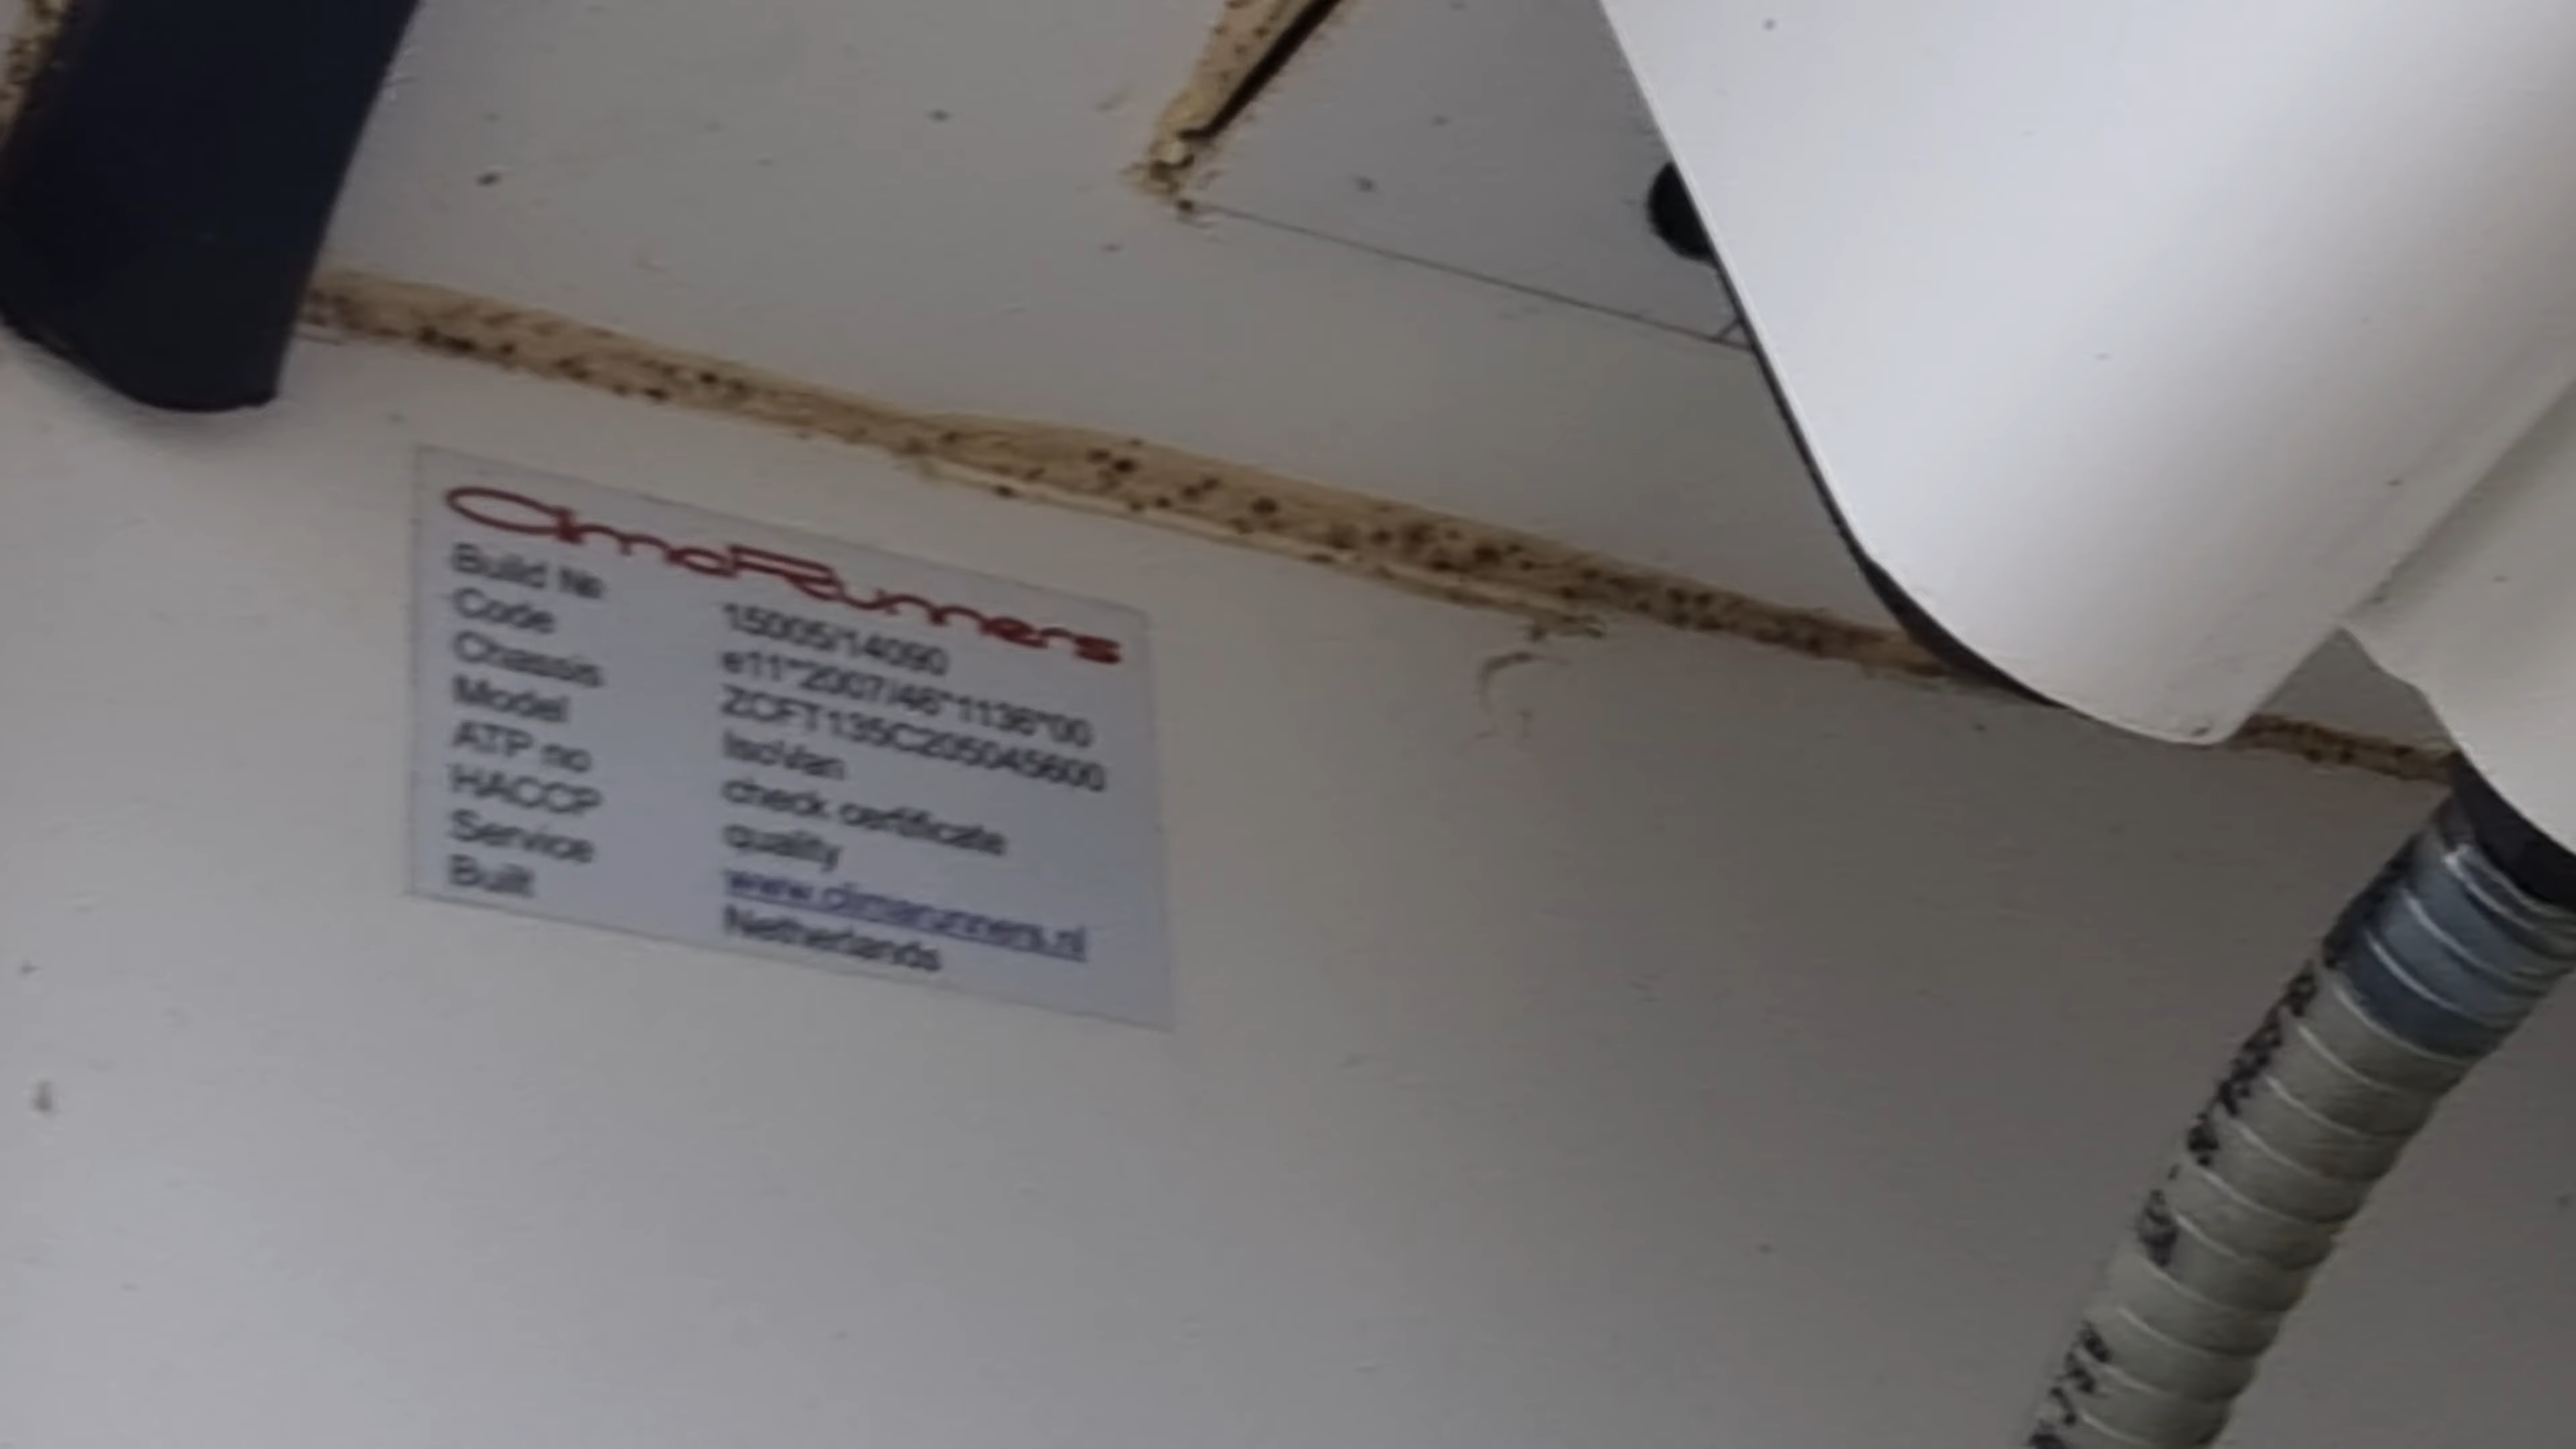 ClimaRunners
Build № 15005/14090
Code e11*2007/46*1136*00
Chassis ZCFT135C205045600
Model IsoVan
ATP no check certificate
HACCP quality
Service www.climarunners.nl
Built Netherlands